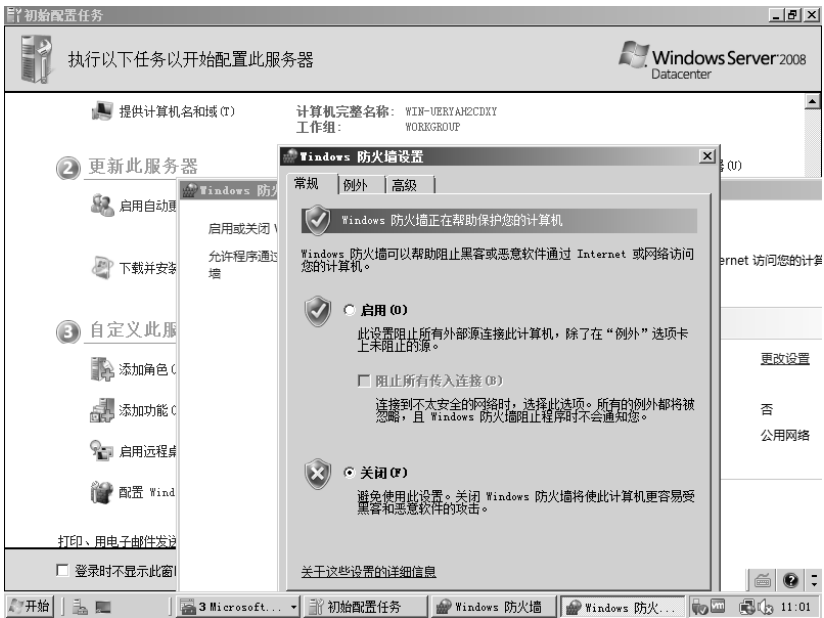 初始配置任务
执行以下任务以开始配置此服务器
Windows Server 2008
Datacenter
提供计算机名和域(T)
计算机完整名称: WIN-UERYAH2CDXY
工作组: WORKGROUP
2 更新此服务器
(U)
启用自动更
下载并安装
3 自定义此服
添加角色(
添加功能(
启用远程桌
配置 Wind
打印、用电子邮件发送
登录时不显示此窗
Windows 防火
启用或关闭
允许程序通过
墙
ernet 访问您的计算
更改设置
否
公用网络
Windows 防火墙设置
常规
例外
高级
Windows 防火墙正在帮助保护您的计算机
Windows 防火墙可以帮助阻止黑客或恶意软件通过 Internet 或网络访问
您的计算机。
启用(O)
此设置阻止所有外部源连接此计算机，除了在“例外”选项卡
上未阻止的源。
阻止所有传入连接(B)
连接到不太安全的网络时，选择此选项。所有的例外都将被
忽略，且 Windows 防火墙阻止程序时不会通知您。
关闭(F)
避免使用此设置。关闭 Windows 防火墙将使此计算机更容易受
黑客和恶意软件的攻击。
关于这些设置的详细信息
开始
3 Microsoft...
初始配置任务
Windows 防火墙
Windows 防火...
11:01